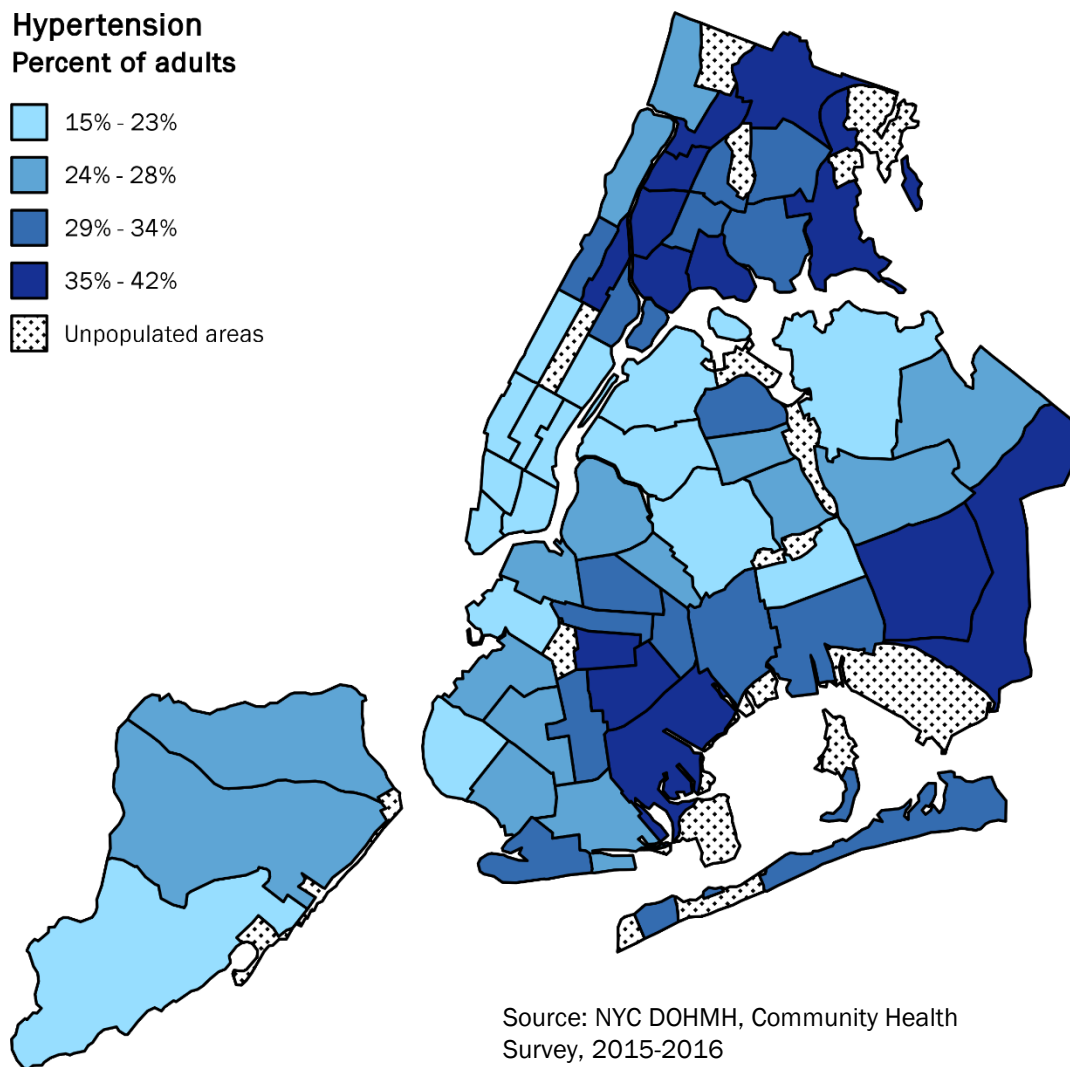 Hypertension
Percent of adults
15% - 23%
24% - 28%
29% - 34%
35% - 42%
Unpopulated areas
Source: NYC DOHMH, Community Health
Survey, 2015-2016